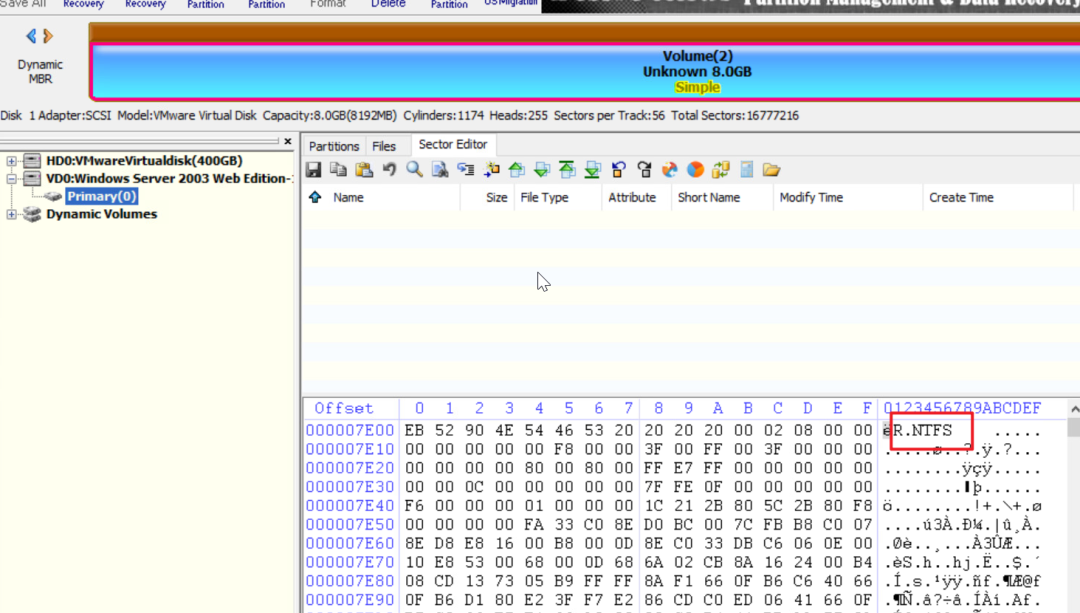 Save All Recovery Recovery Partition Partition Format Delete Partition OS Migration Partition Management & Data Recovery
Dynamic
MBR
Volume(2)
Unknown 8.0GB
Simple
Disk 1 Adapter:SCSI Model:VMware Virtual Disk Capacity:8.0GB(8192MB) Cylinders:1174 Heads:255 Sectors per Track:56 Total Sectors:16777216
HD0:VMwareVirtualdisk(400GB)
VD0:Windows Server 2003 Web Edition-
Primary(0)
Dynamic Volumes
Partitions Files Sector Editor
Name Size File Type Attribute Short Name Modify Time Create Time
Offset 0 1 2 3 4 5 6 7 8 9 A B C D E F 0123456789ABCDEF
000007E00 EB 52 90 4E 54 46 53 20 20 20 20 00 02 08 00 00 ëR.NTFS .....
000007E10 00 00 00 00 00 F8 00 00 3F 00 FF 00 3F 00 00 00 .....ø..?.ÿ.?...
000007E20 00 00 00 00 80 00 80 00 FF E7 FF 00 00 00 00 00 ........ÿçÿ.....
000007E30 00 00 0C 00 00 00 00 00 7F FE 0F 00 00 00 00 00
000007E40 F6 00 00 00 01 00 00 00 1C 21 2B 80 5C 2B 80 F8 ö........!+.\+.ø
000007E50 00 00 00 00 FA 33 C0 8E D0 BC 00 7C FB B8 C0 07 ....ú3À.Ð¼.|û¸À.
000007E60 8E D8 E8 16 00 B8 00 0D 8E C0 33 DB C6 06 0E 00 .Øè..¸...À3ÛÆ...
000007E70 10 E8 53 00 68 00 0D 68 6A 02 CB 8A 16 24 00 B4 .èS.h..hj.Ë..$.´
000007E80 08 CD 13 73 05 B9 FF FF 8A F1 66 0F B6 C6 40 66 .Í.s.¹ÿÿ.ñf.¶Æ@f
000007E90 0F B6 D1 80 E2 3F F7 E2 86 CD C0 ED 06 41 66 0F .¶Ñ.â?÷â.ÍÀí.Af.